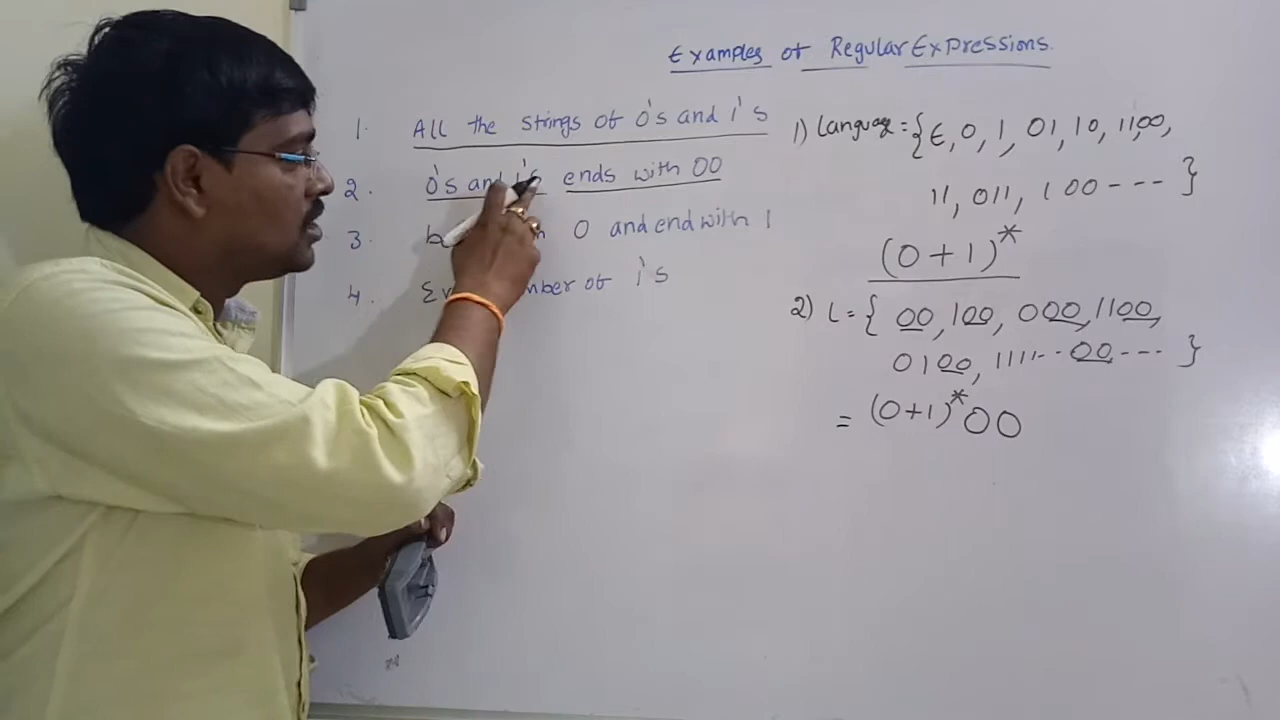 Examples of Regular Expressions.
1. All the strings of 0's and 1's
2. 0's and 1's ends with 00
3. 0 and end with 1
4. of 1's
1) Language = {ε, 0, 1, 01, 10, 1100,
11, 011, 100 --- }
(0+1)*
2) L = { 00, 100, 000, 1100,
0100, 1111--00--- }
= (0+1)*00